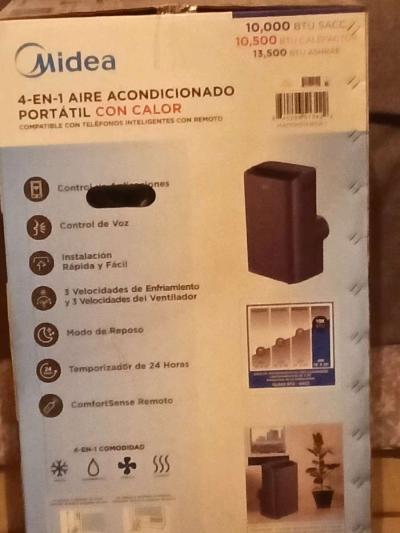 Midea
10,000 BTU SACC
10,500 BTU CALEFACTOR
13,500 BTU ASHRAE
4-EN-1 AIRE ACONDICIONADO
PORTÁTIL CON CALOR
COMPATIBLE CON TELÉFONOS INTELIGENTES CON REMOTO
Control de Aplicaciones
Control de Voz
Instalación
Rápida y Fácil
3 Velocidades de Enfriamiento
y 3 Velocidades del Ventilador
Modo de Reposo
24
Temporizador de 24 Horas
ComfortSense Remoto
4-EN-1 COMODIDAD